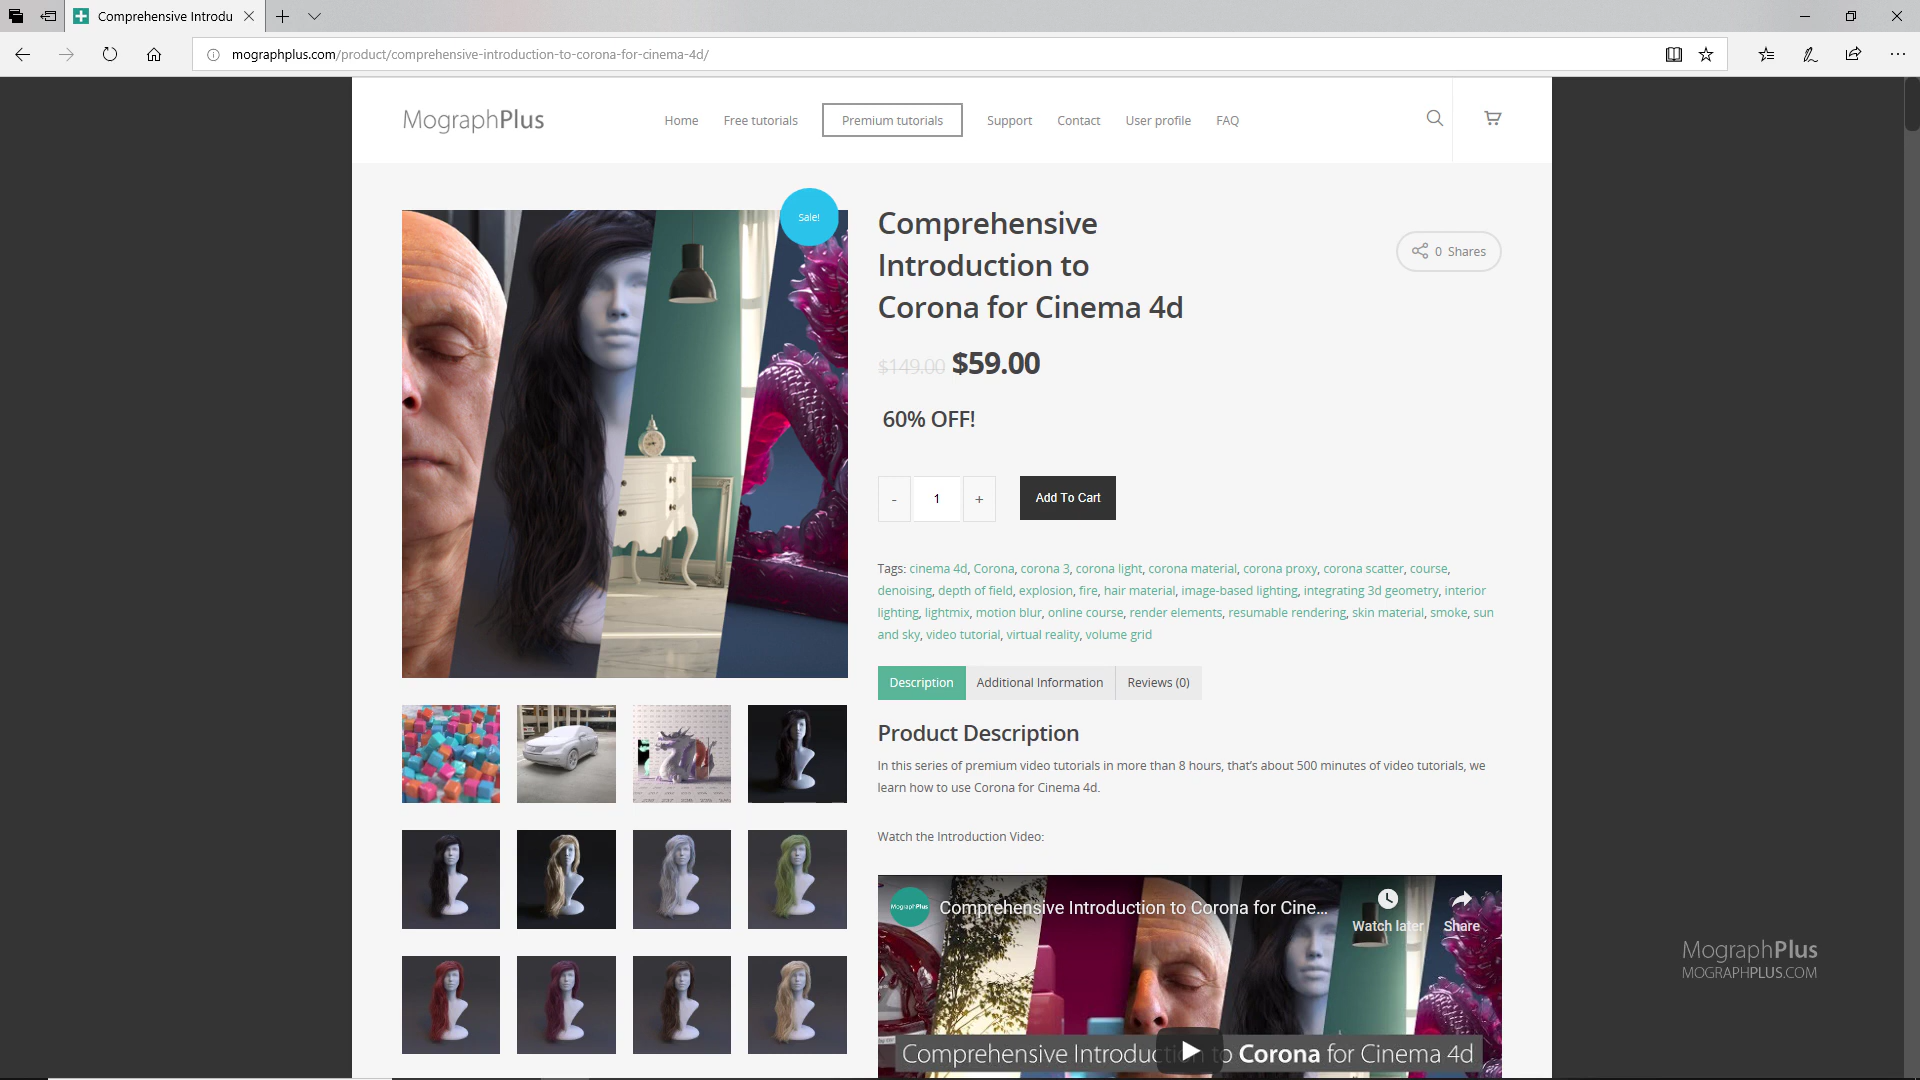 Comprehensive Introdu
mographplus.com/product/comprehensive-introduction-to-corona-for-cinema-4d/
MographPlus
Home
Free tutorials
Premium tutorials
Support
Contact
User profile
FAQ
Sale!
Comprehensive
Introduction to
Corona for Cinema 4d
0 Shares
$149.00 $59.00
60% OFF!
- 1 +
Add To Cart
Tags: cinema 4d, Corona, corona 3, corona light, corona material, corona proxy, corona scatter, course,
denoising, depth of field, explosion, fire, hair material, image-based lighting, integrating 3d geometry, interior
lighting, lightmix, motion blur, online course, render elements, resumable rendering, skin material, smoke, sun
and sky, video tutorial, virtual reality, volume grid
Description
Additional Information
Reviews (0)
Product Description
In this series of premium video tutorials in more than 8 hours, that's about 500 minutes of video tutorials, we
learn how to use Corona for Cinema 4d.
Watch the Introduction Video:
MographPlus
Comprehensive Introduction to Corona for Cine...
Watch later
Share
Comprehensive Introduc to Corona for Cinema 4d
MographPlus
MOGRAPHPLUS.COM